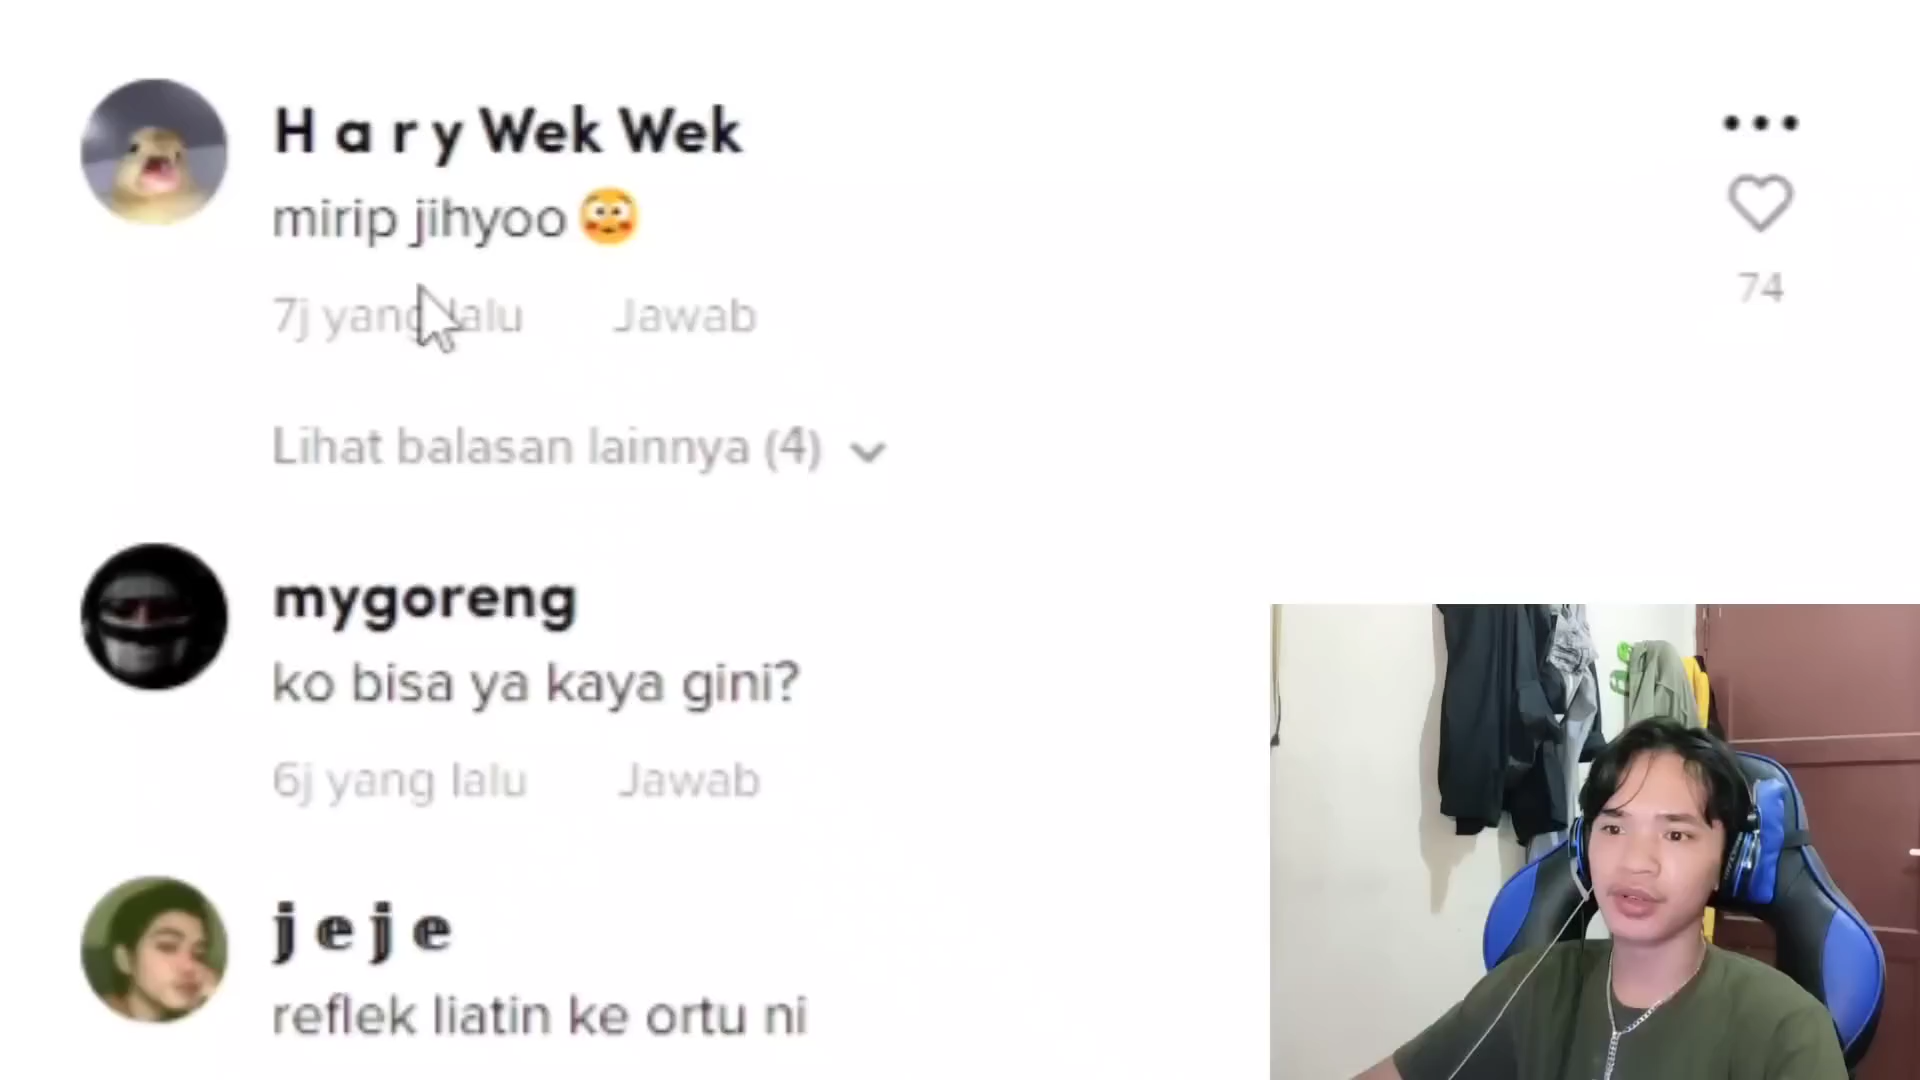 H a r y Wek Wek
mirip jihyoo 😳
74
7j yang lalu Jawab
Lihat balasan lainnya (4)
mygoreng
ko bisa ya kaya gini?
6j yang lalu Jawab
j e j e
reflek liatin ke ortu ni